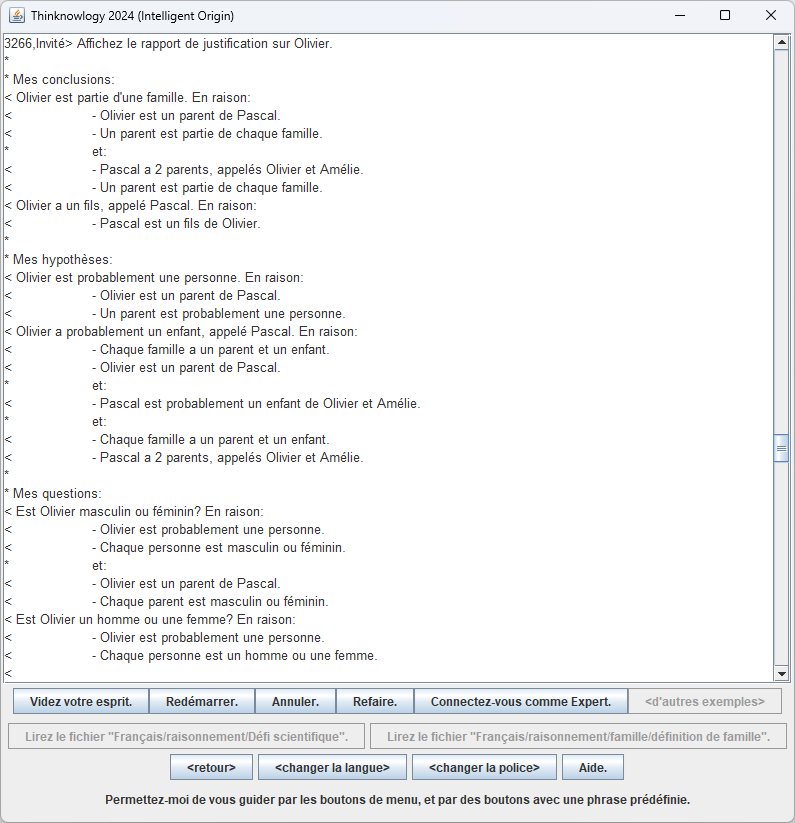 Thinknowlogy 2024 (Intelligent Origin)
3266,Invité> Affichez le rapport de justification sur Olivier.
*
* Mes conclusions:
< Olivier est partie d'une famille. En raison:
< - Olivier est un parent de Pascal.
< - Un parent est partie de chaque famille.
* et:
< - Pascal a 2 parents, appelés Olivier et Amélie.
< - Un parent est partie de chaque famille.
< Olivier a un fils, appelé Pascal. En raison:
< - Pascal est un fils de Olivier.
*
* Mes hypothèses:
< Olivier est probablement une personne. En raison:
< - Olivier est un parent de Pascal.
< - Un parent est probablement une personne.
< Olivier a probablement un enfant, appelé Pascal. En raison:
< - Chaque famille a un parent et un enfant.
< - Olivier est un parent de Pascal.
* et:
< - Pascal est probablement un enfant de Olivier et Amélie.
* et:
< - Chaque famille a un parent et un enfant.
< - Pascal a 2 parents, appelés Olivier et Amélie.
*
* Mes questions:
< Est Olivier masculin ou féminin? En raison:
< - Olivier est probablement une personne.
< - Chaque personne est masculin ou féminin.
* et:
< - Olivier est un parent de Pascal.
< - Chaque parent est masculin ou féminin.
< Est Olivier un homme ou une femme? En raison:
< - Olivier est probablement une personne.
< - Chaque personne est un homme ou une femme.
<
Videz votre esprit. Redémarrer. Annuler. Refaire. Connectez-vous comme Expert. <d'autres exemples>
Lirez le fichier "Français/raisonnement/Défi scientifique". Lirez le fichier "Français/raisonnement/famille/définition de famille".
<retour> <changer la langue> <changer la police> Aide.
Permettez-moi de vous guider par les boutons de menu, et par des boutons avec une phrase prédéfinie.